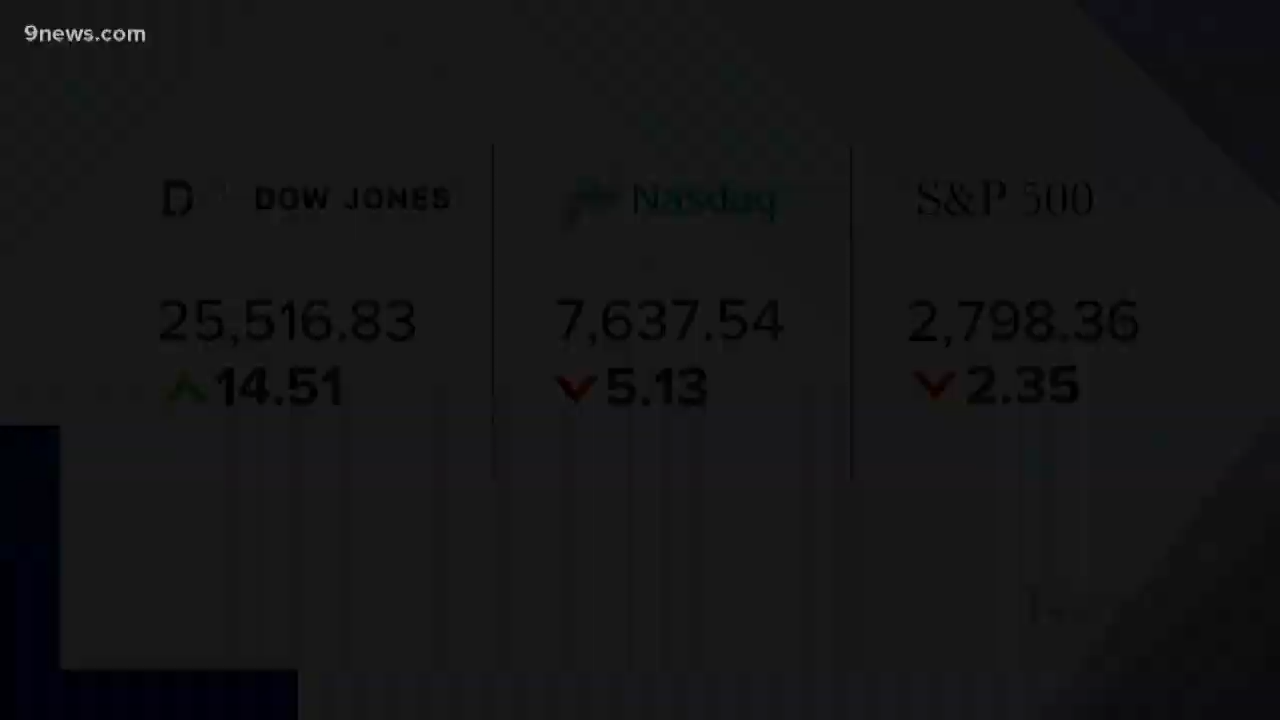 9news.com
D DOW JONES
25,516.83
14.51
Nasdaq
7,637.54
5.13
S&P 500
2,798.36
2.35